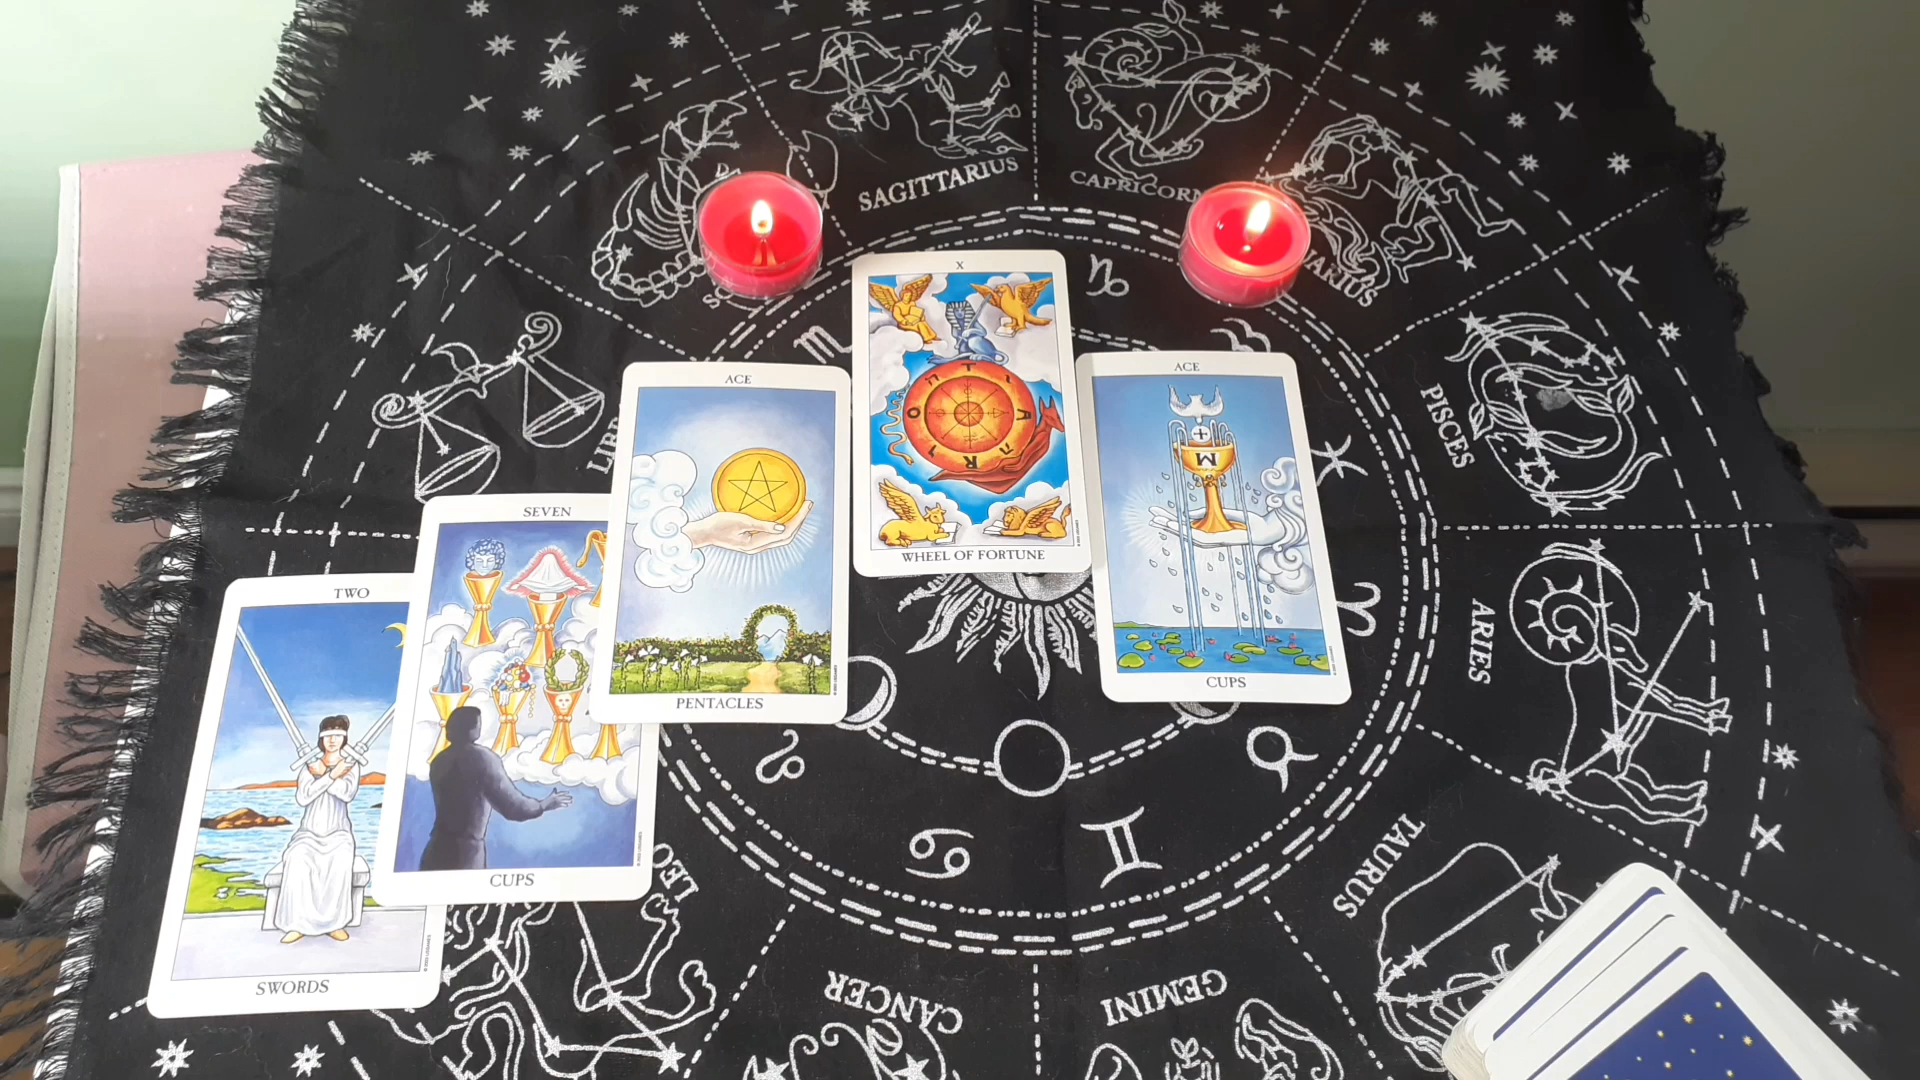 SAGITTARIUS
CAPRICORN
X
WHEEL OF FORTUNE
ACE
PENTACLES
ACE
CUPS
SEVEN
CUPS
TWO
SWORDS
PISCES
ARIES
TAURUS
GEMINI
CANCER
LEO